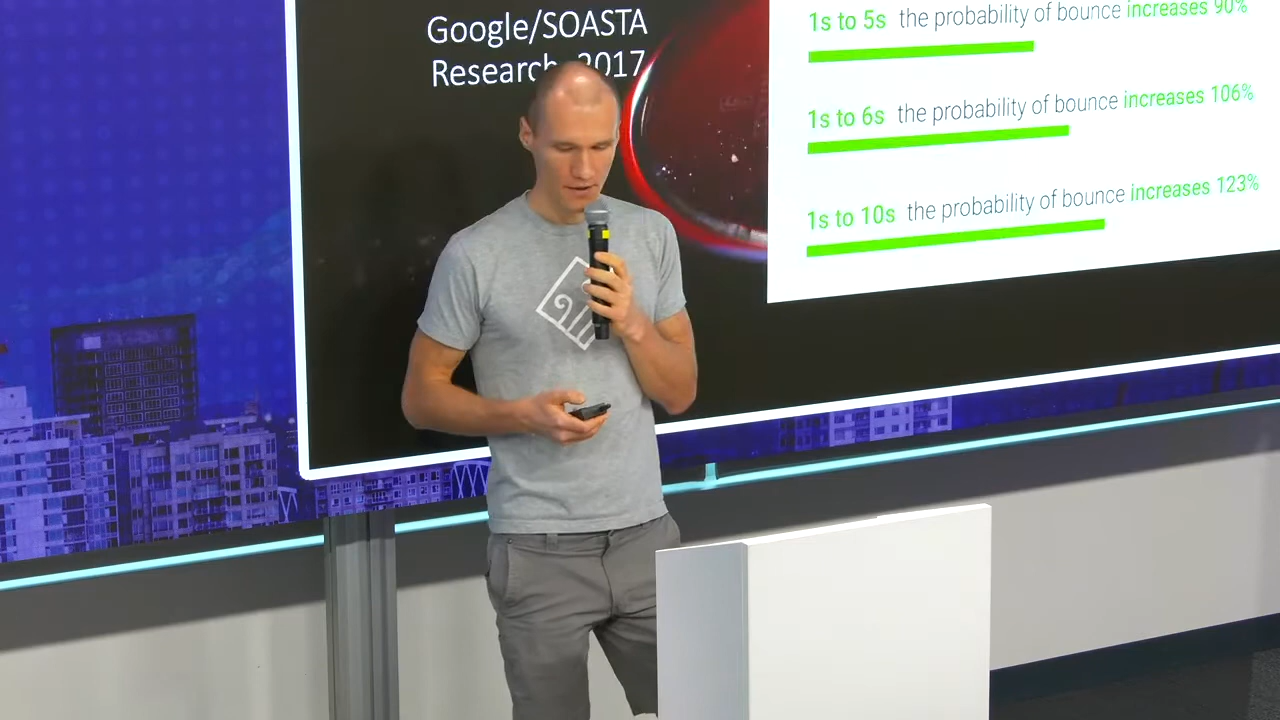 Google/SOASTA
Research, 2017
1s to 5s the probability of bounce increases 90%
1s to 6s the probability of bounce increases 106%
1s to 10s the probability of bounce increases 123%